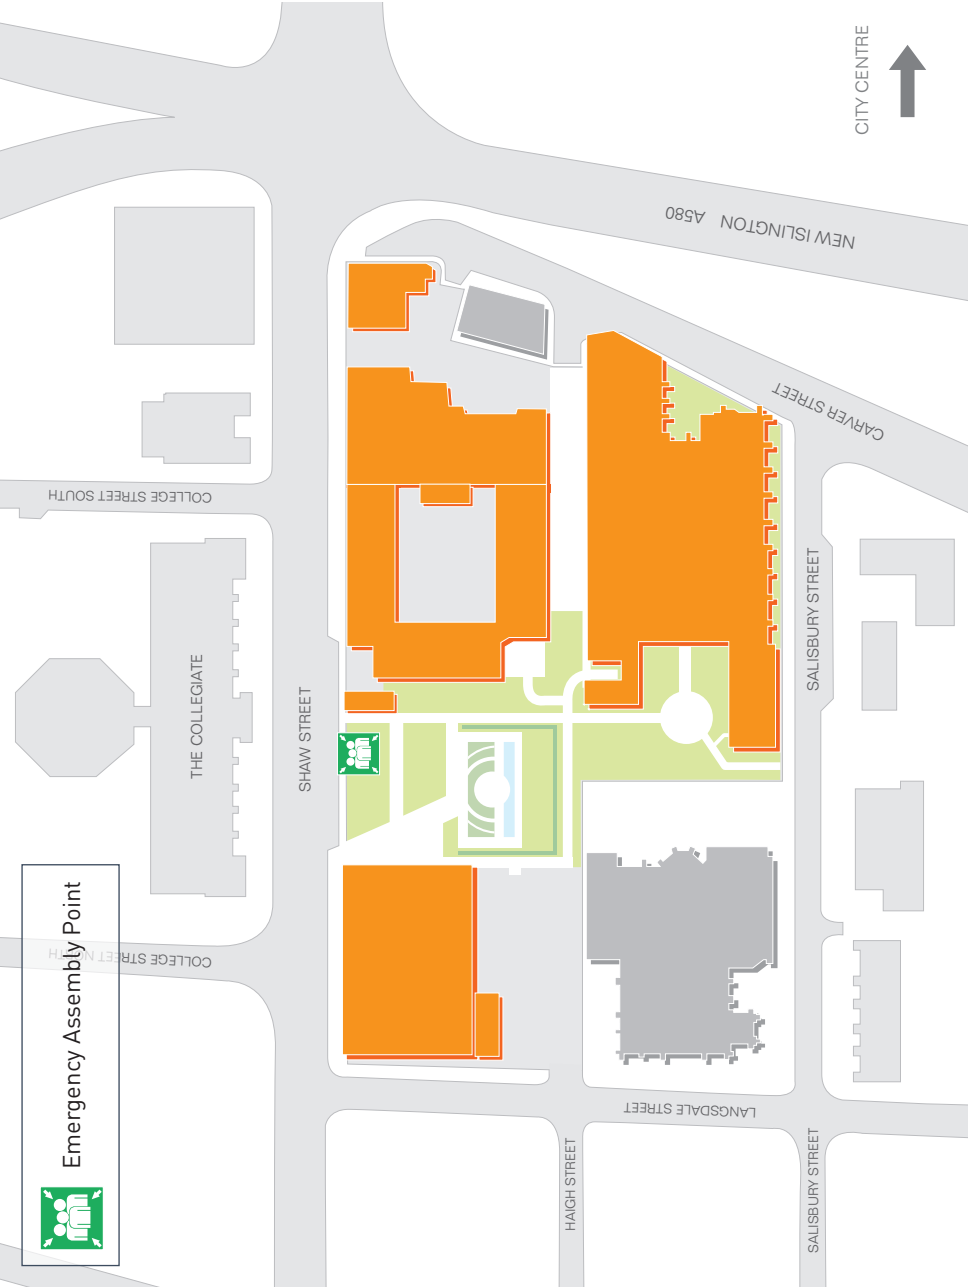 CITY CENTRE
NEW ISLINGTON A580
CARVER STREET
COLLEGE STREET SOUTH
SALISBURY STREET
THE COLLEGIATE
SHAW STREET
COLLEGE STREET NORTH
Emergency Assembly Point
LANGSDALE STREET
HAIGH STREET
SALISBURY STREET